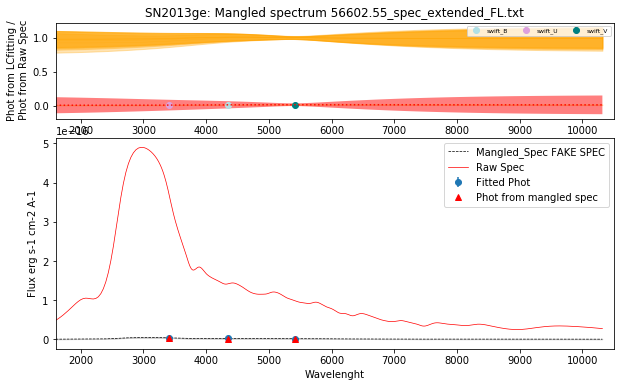 SN2013ge: Mangled spectrum 56602.55_spec_extended_FL.txt
Phot from LCfitting /
Phot from Raw Spec
1.0
0.5
0.0
swift_B
swift_U
swift_V
2000 3000 4000 5000 6000 7000 8000 9000 10000
1e−16
Flux erg s-1 cm-2 A-1
5
4
3
2
1
0
Mangled_Spec FAKE SPEC
Raw Spec
Fitted Phot
Phot from mangled spec
2000 3000 4000 5000 6000 7000 8000 9000 10000
Wavelenght